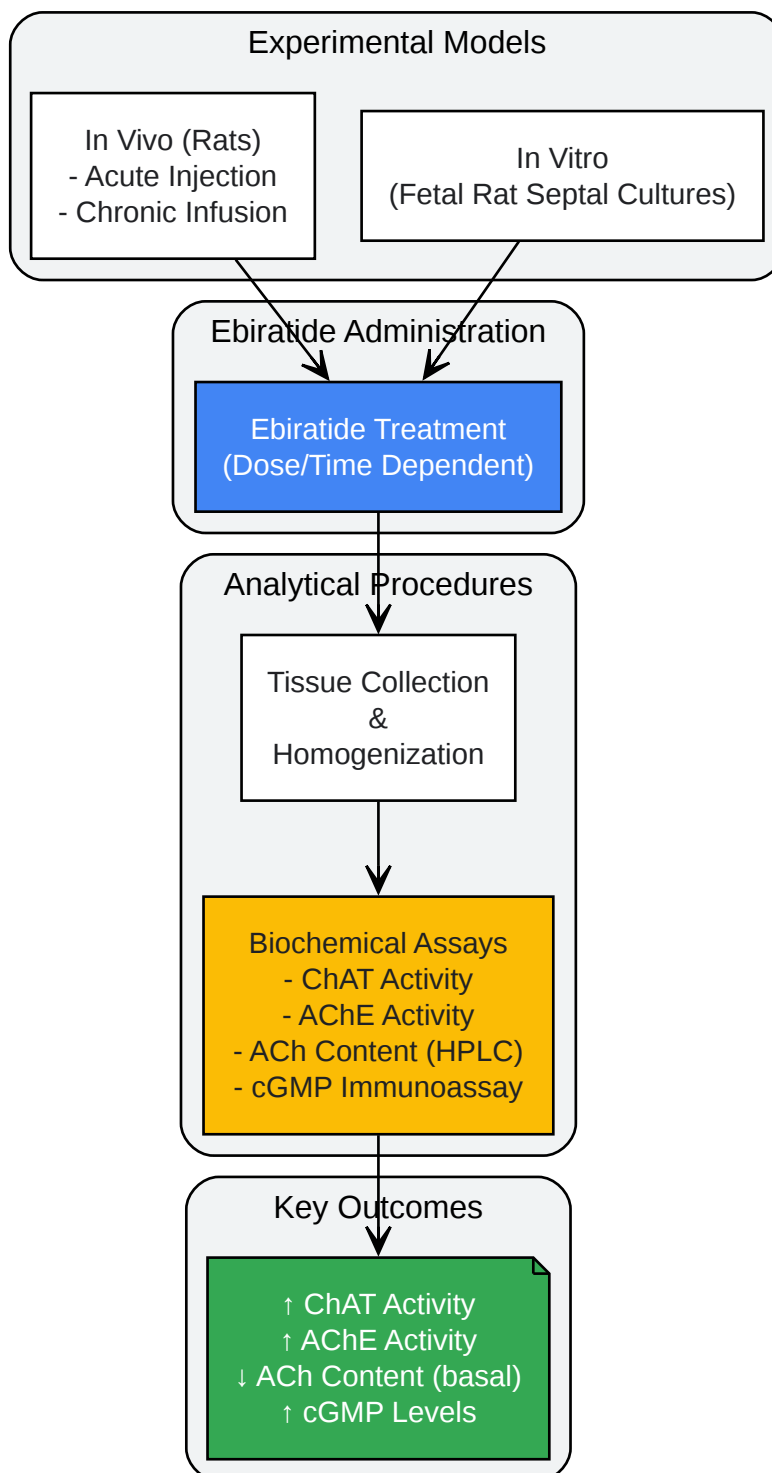 Experimental Models
In Vivo (Rats)
- Acute Injection
- Chronic Infusion
In Vitro
(Fetal Rat Septal Cultures)
Ebiratide Administration
Ebiratide Treatment
(Dose/Time Dependent)
Analytical Procedures
Tissue Collection
&
Homogenization
Biochemical Assays
- ChAT Activity
- AChE Activity
- ACh Content (HPLC)
- cGMP Immunoassay
Key Outcomes
↑ ChAT Activity
↑ AChE Activity
↓ ACh Content (basal)
↑ cGMP Levels